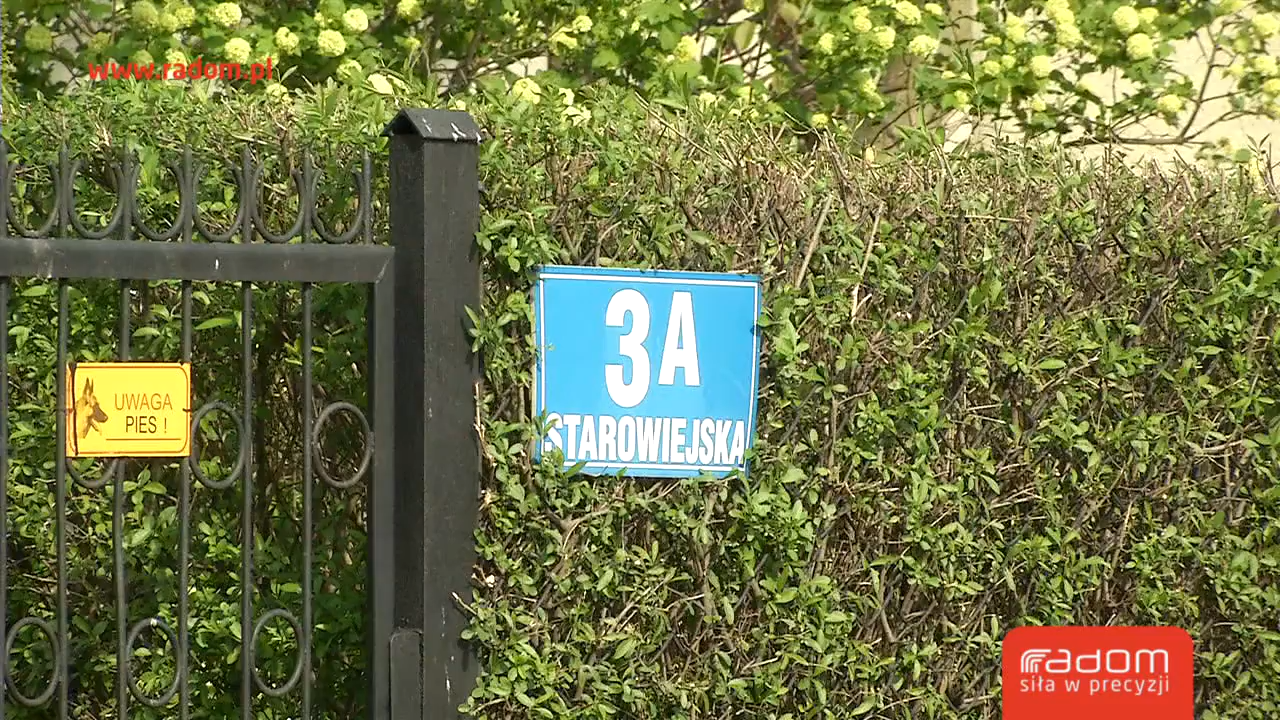 www.radom.pl
3A
STAROWIEJSKA
UWAGA
PIES !
RADOM
siła w precyzji